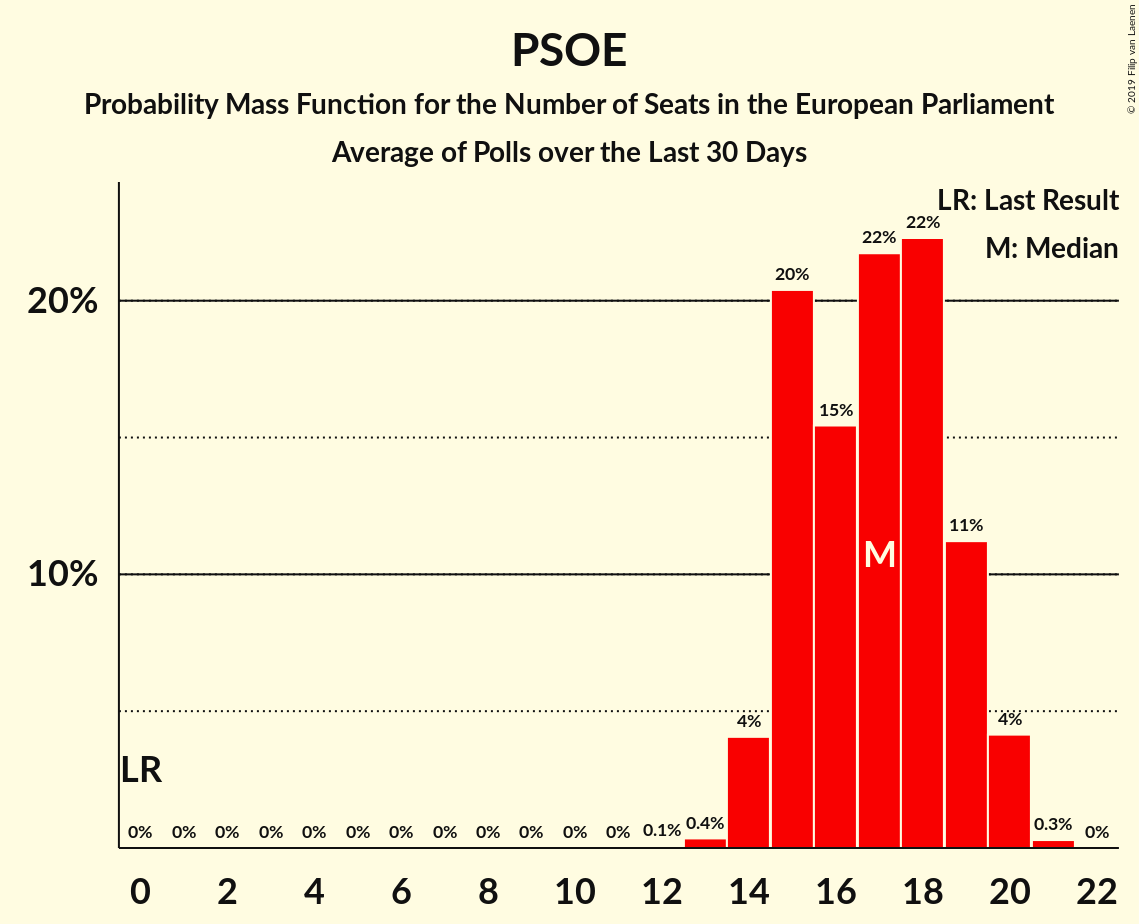 PSOE
Probability Mass Function for the Number of Seats in the European Parliament
Average of Polls over the Last 30 Days
© 2019 Filip van Laenen
LR: Last Result
M: Median
20%
10%
0% 0% 0% 0% 0% 0% 0% 0% 0% 0% 0% 0% 0.1% 0.4% 4% 20% 15% 22% 22% 11% 4% 0.3% 0%
M
LR
0 2 4 6 8 10 12 14 16 18 20 22